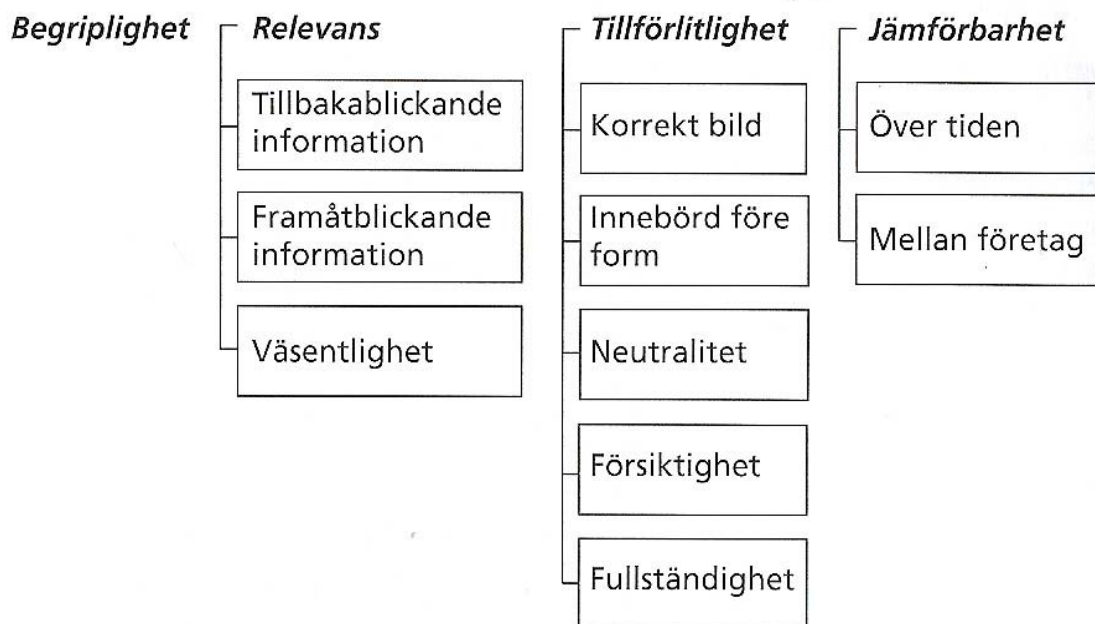 Begriplighet
Relevans
Tillbakablickande
information
Framåtblickande
information
Väsentlighet
Tillförlitlighet
Korrekt bild
Innebörd före
form
Neutralitet
Försiktighet
Fullständighet
Jämförbarhet
Över tiden
Mellan företag